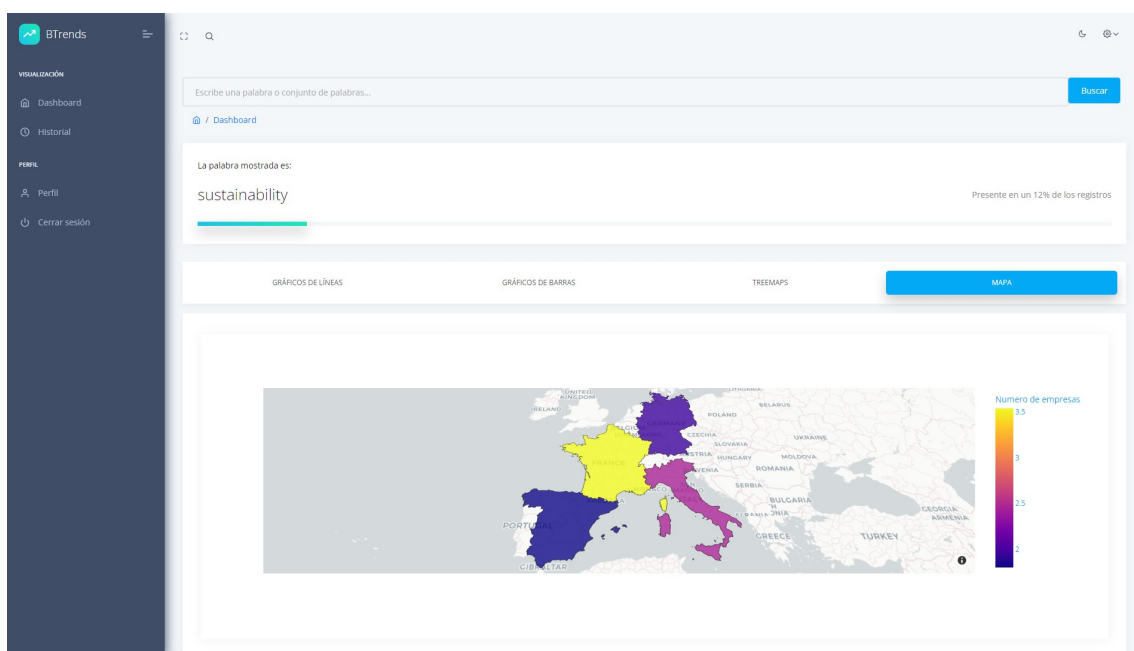 BTrends
VISUALIZACIÓN
Dashboard
Historial
PERFIL
Perfil
Cerrar sesión
Escribe una palabra o conjunto de palabras...
Buscar
/ Dashboard
La palabra mostrada es:
sustainability
Presente en un 12% de los registros
GRÁFICOS DE LÍNEAS
GRÁFICOS DE BARRAS
TREEMAPS
MAPA
Numero de empresas
3.5
3
2.5
2
UNITED
KINGDOM
IRELAND
BELARUS
POLAND
GERMANY
CZECHIA
UKRAINE
SLOVAKIA
HUNGARY
MOLDOVA
FRANCE
ROMANIA
SERBIA
BULGARIA
GEORGIA
ARMENIA
PORTUGAL
GREECE
TURKEY
GIBRALTAR